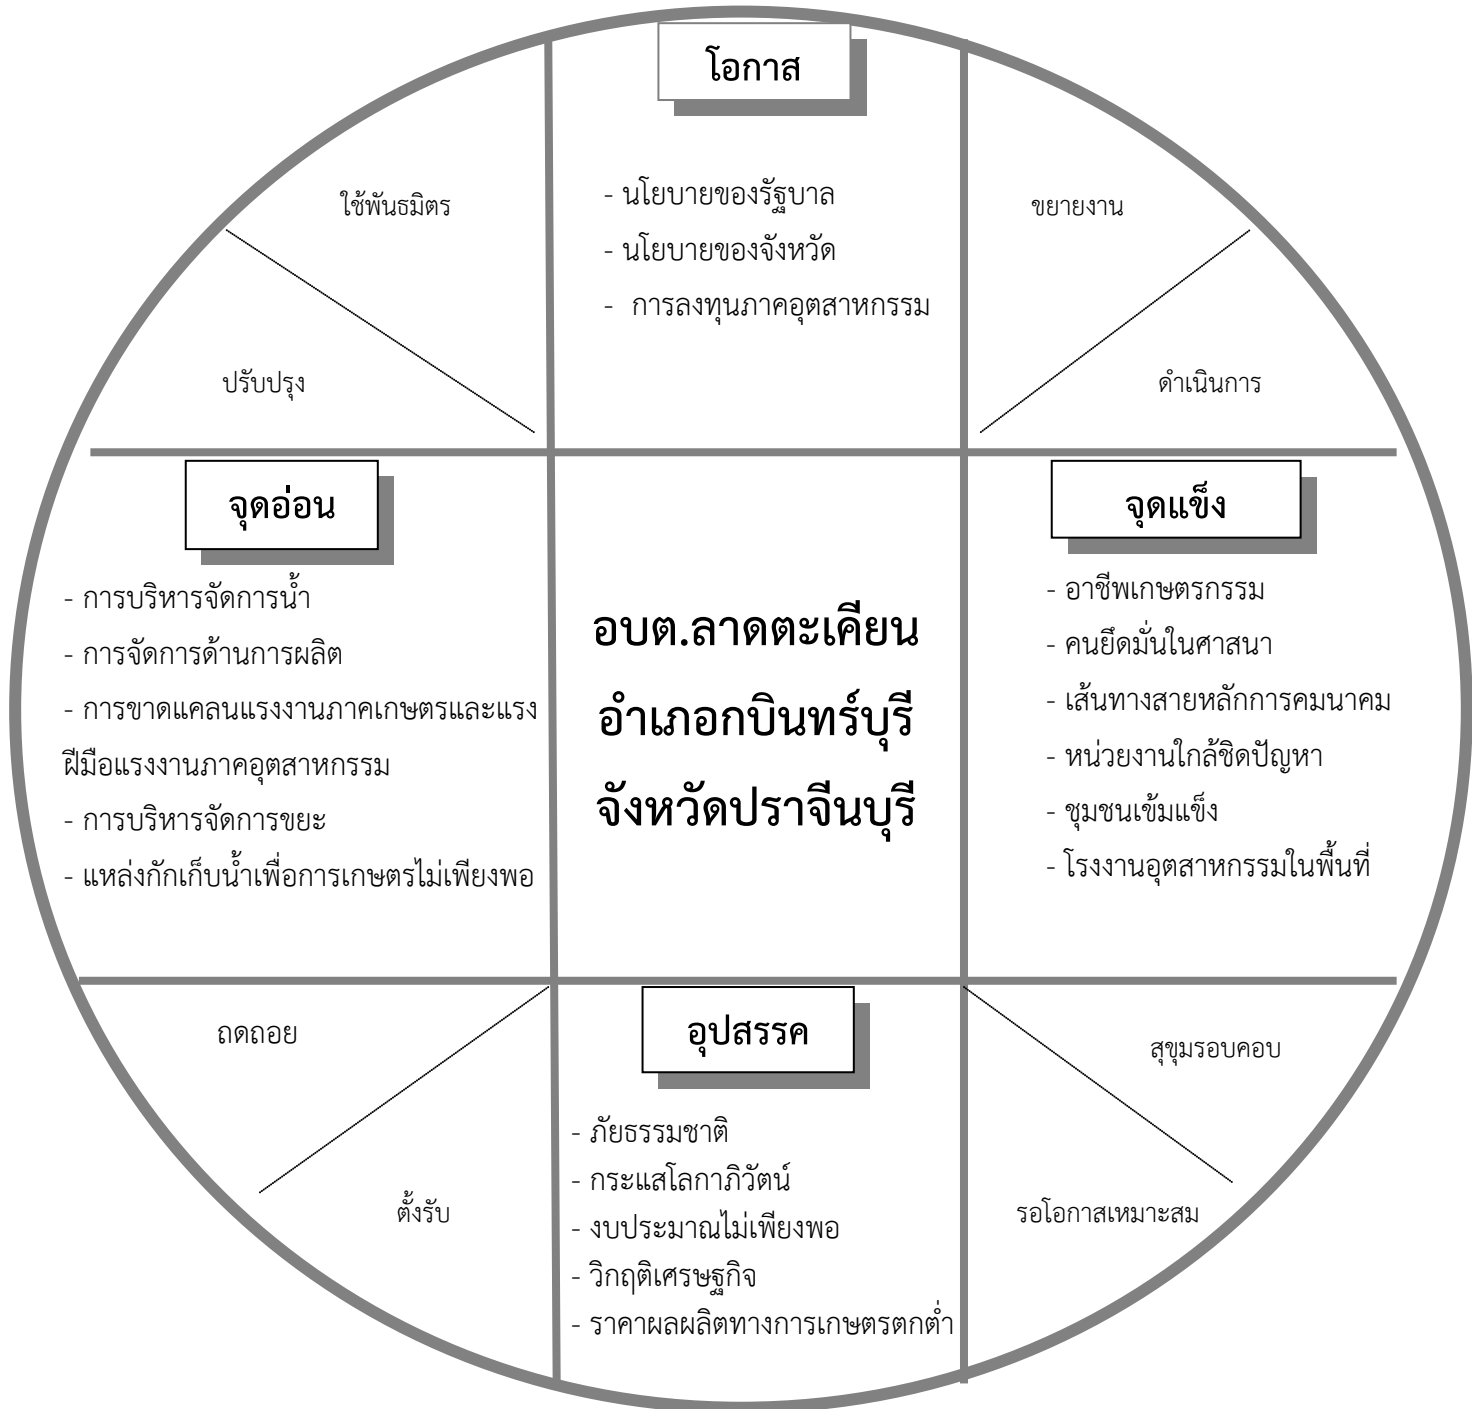 โอกาส
ใช้พันธมิตร
- นโยบายของรัฐบาล
- นโยบายของจังหวัด
- การลงทุนภาคอุตสาหกรรม
ขยายงาน
ปรับปรุง
ดำเนินการ
จุดอ่อน
- การบริหารจัดการน้ำ
- การจัดการด้านการผลิต
- การขาดแคลนแรงงานภาคเกษตรและแรง
ฝีมือแรงงานภาคอุตสาหกรรม
- การบริหารจัดการขยะ
- แหล่งกักเก็บน้ำเพื่อการเกษตรไม่เพียงพอ
อบต.ลาดตะเคียน
อำเภอกบินทร์บุรี
จังหวัดปราจีนบุรี
จุดแข็ง
- อาชีพเกษตรกรรม
- คนยึดมั่นในศาสนา
- เส้นทางสายหลักการคมนาคม
- หน่วยงานใกล้ชิดปัญหา
- ชุมชนเข้มแข็ง
- โรงงานอุตสาหกรรมในพื้นที่
ถดถอย
ตั้งรับ
อุปสรรค
- ภัยธรรมชาติ
- กระแสโลกาภิวัตน์
- งบประมาณไม่เพียงพอ
- วิกฤติเศรษฐกิจ
- ราคาผลผลิตทางการเกษตรตกต่ำ
สุขุมรอบคอบ
รอโอกาสเหมาะสม